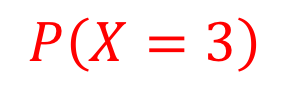 P(X = 3)